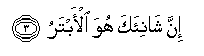 إِنَّ شَانِئَكَ هُوَ ٱلْأَبْتَرُ ۝٣